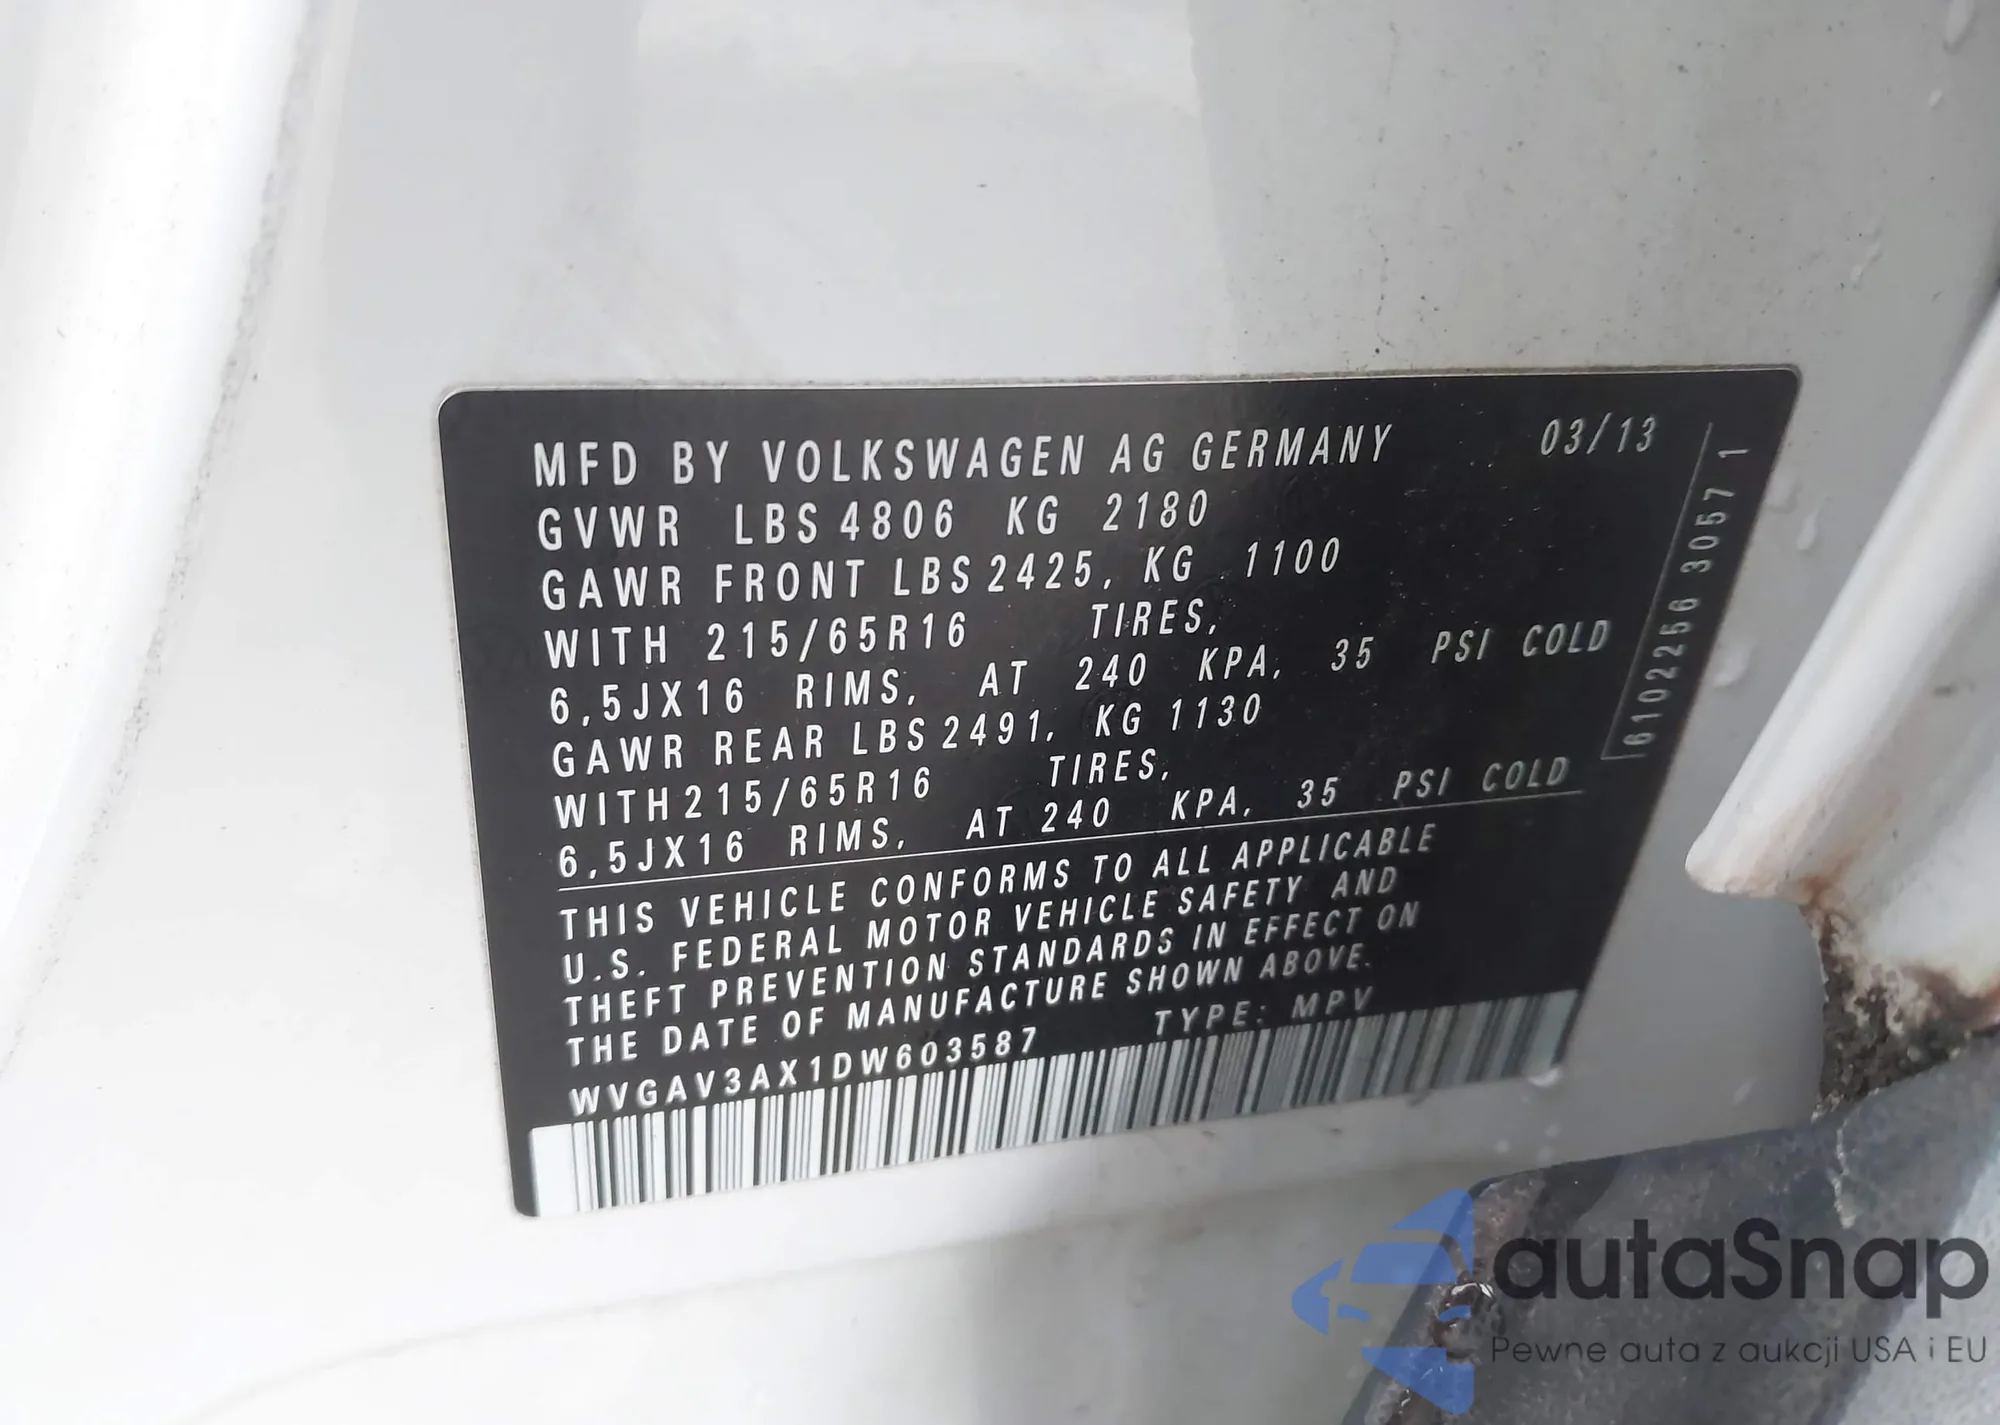 MFD BY VOLKSWAGEN AG GERMANY 03/13
GVWR LBS 4806 KG 2180
GAWR FRONT LBS 2425, KG 1100
WITH 215/65R16 TIRES,
6,5JX16 RIMS, AT 240 KPA, 35 PSI COLD
GAWR REAR LBS 2491, KG 1130
WITH 215/65R16 TIRES,
6,5JX16 RIMS, AT 240 KPA, 35 PSI COLD
THIS VEHICLE CONFORMS TO ALL APPLICABLE
U.S. FEDERAL MOTOR VEHICLE SAFETY AND
THEFT PREVENTION STANDARDS IN EFFECT ON
THE DATE OF MANUFACTURE SHOWN ABOVE.
WVGAV3AX1DW603587 TYPE: MPV
6102256 3057 1
autaSnap
Pewne auta z aukcji USA i EU